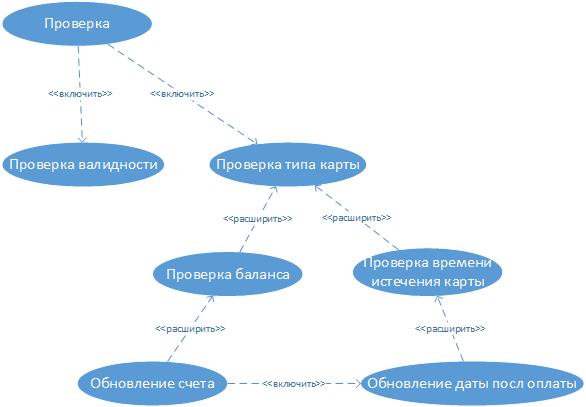 Проверка
<<включить>>
<<включить>>
Проверка валидности
Проверка типа карты
<<расширить>>
<<расширить>>
Проверка баланса
Проверка времени
истечения карты
<<расширить>>
<<расширить>>
Обновление счета
<<включить>>
Обновление даты посл оплаты